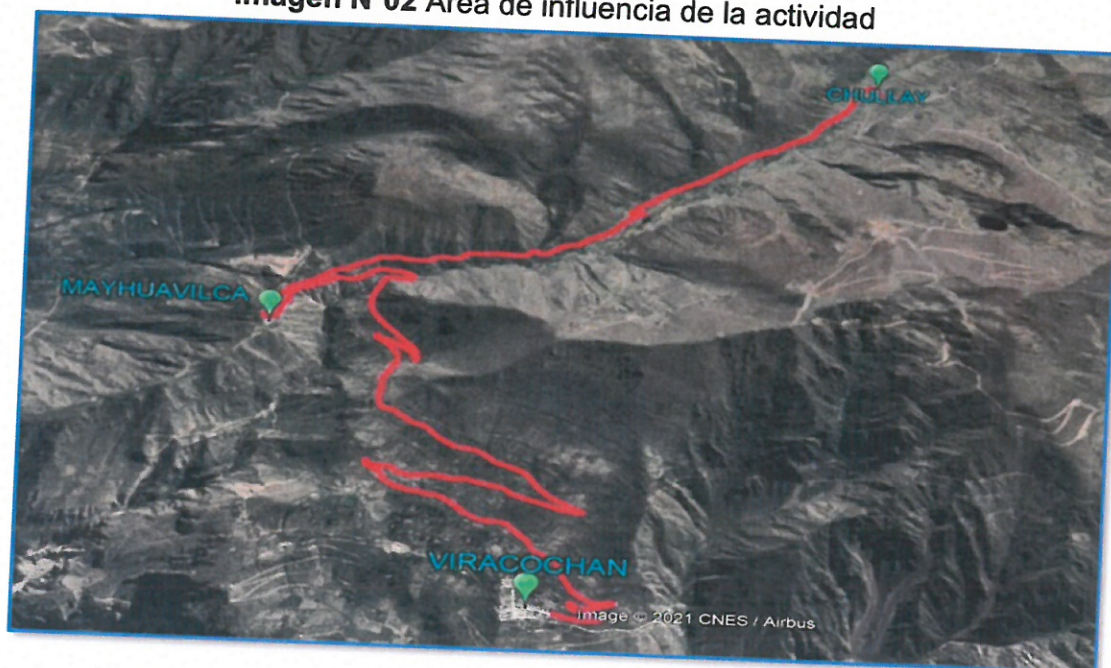 Imagen N°02 Área de influencia de la actividad
CHULLAY
MAYHUAVILCA
VIRACOCHAN
Image © 2021 CNES / Airbus